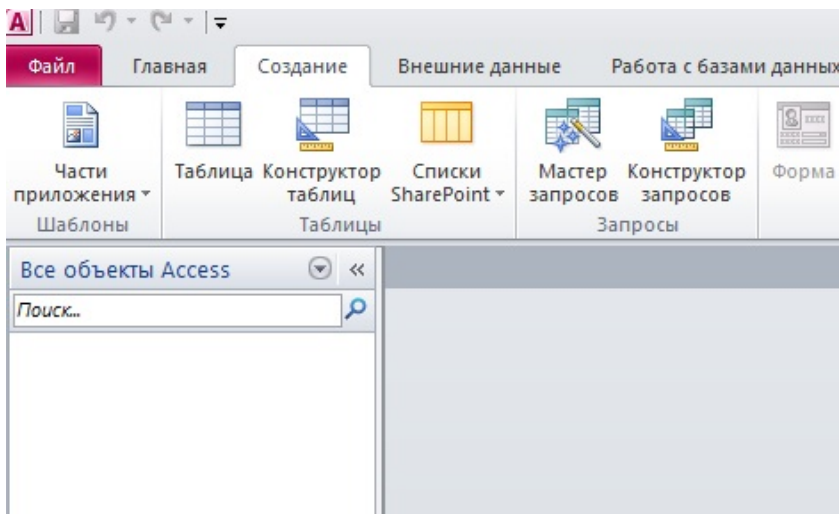 A
Файл Главная Создание Внешние данные Работа с базами данных
Части приложения
Таблица
Конструктор таблиц
Списки SharePoint
Мастер запросов
Конструктор запросов
Форма
Шаблоны Таблицы Запросы
Все объекты Access
Поиск...